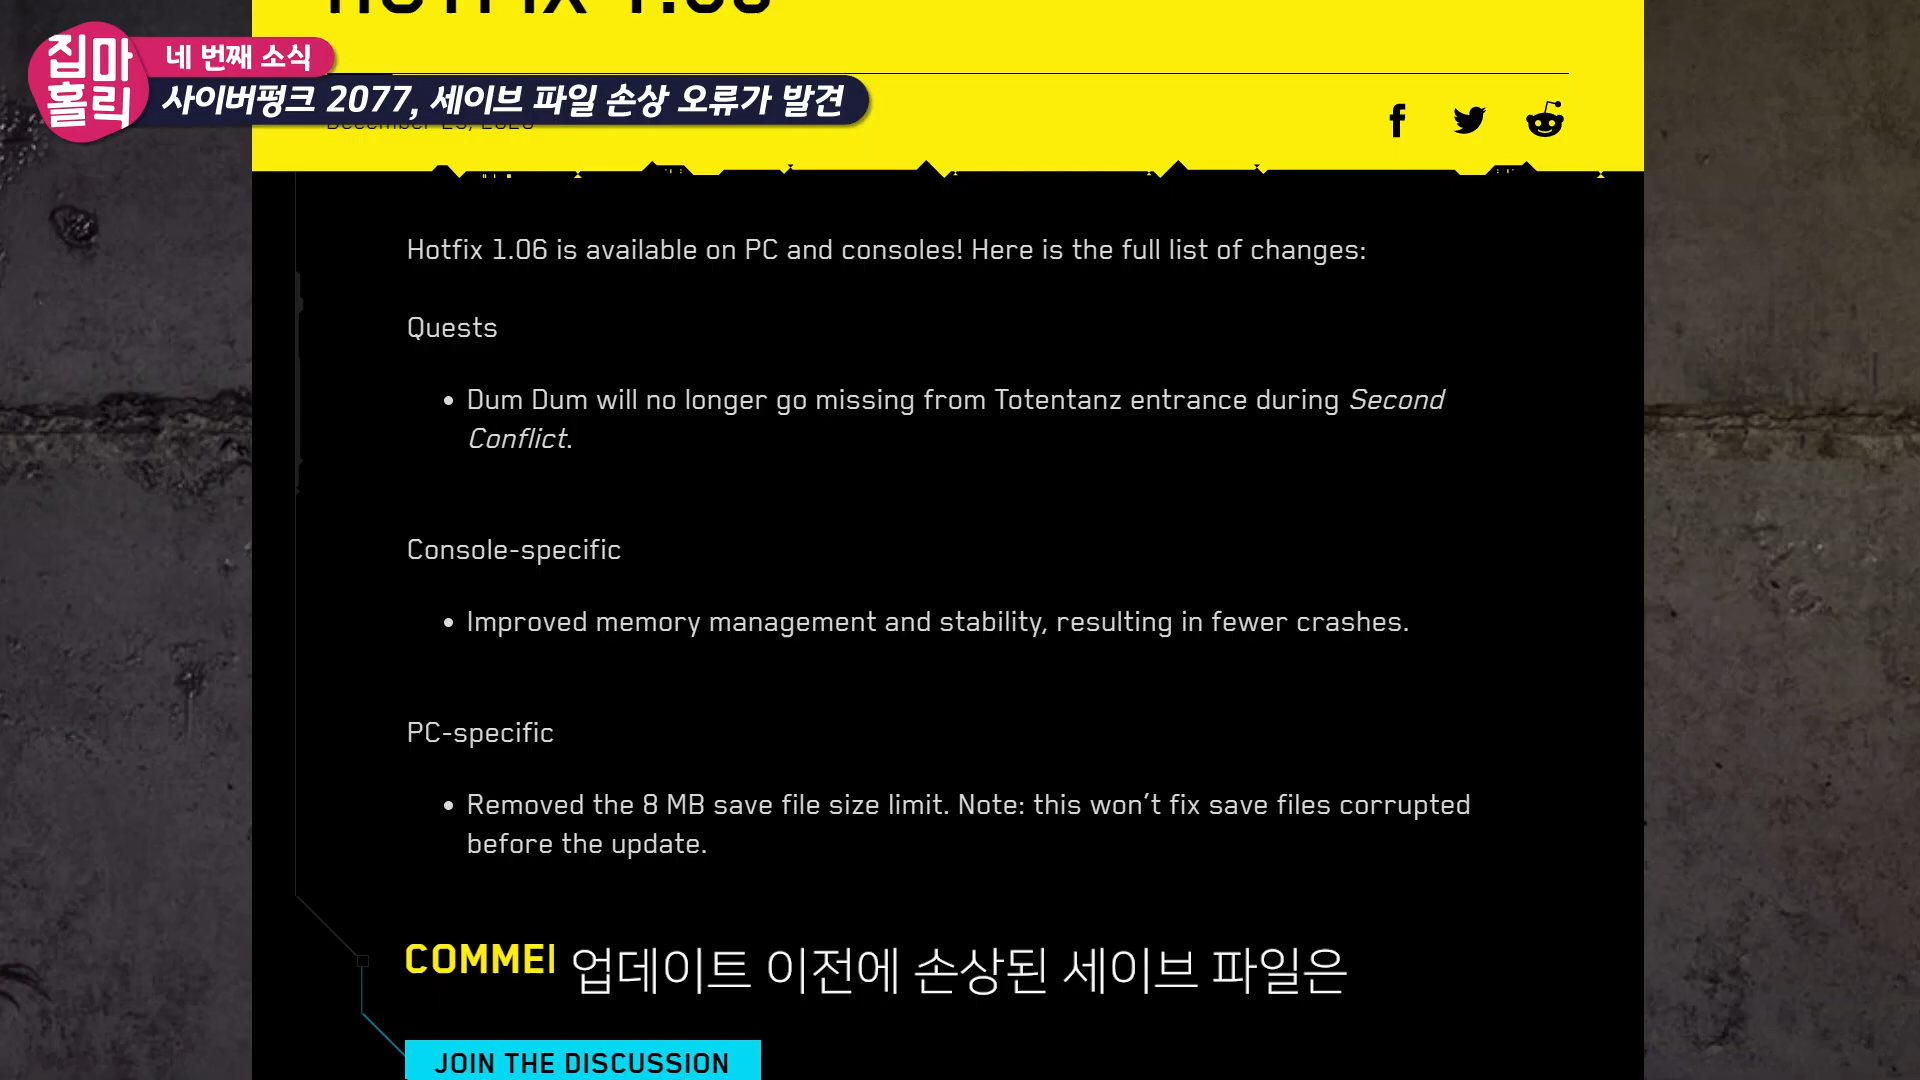 HOTFIX 1.06
집마
홀릭
네 번째 소식
사이버펑크 2077, 세이브 파일 손상 오류가 발견
Hotfix 1.06 is available on PC and consoles! Here is the full list of changes:
Quests
• Dum Dum will no longer go missing from Totentanz entrance during Second
Conflict.
Console-specific
• Improved memory management and stability, resulting in fewer crashes.
PC-specific
• Removed the 8 MB save file size limit. Note: this won’t fix save files corrupted
before the update.
COMME
업데이트 이전에 손상된 세이브 파일은
JOIN THE DISCUSSION